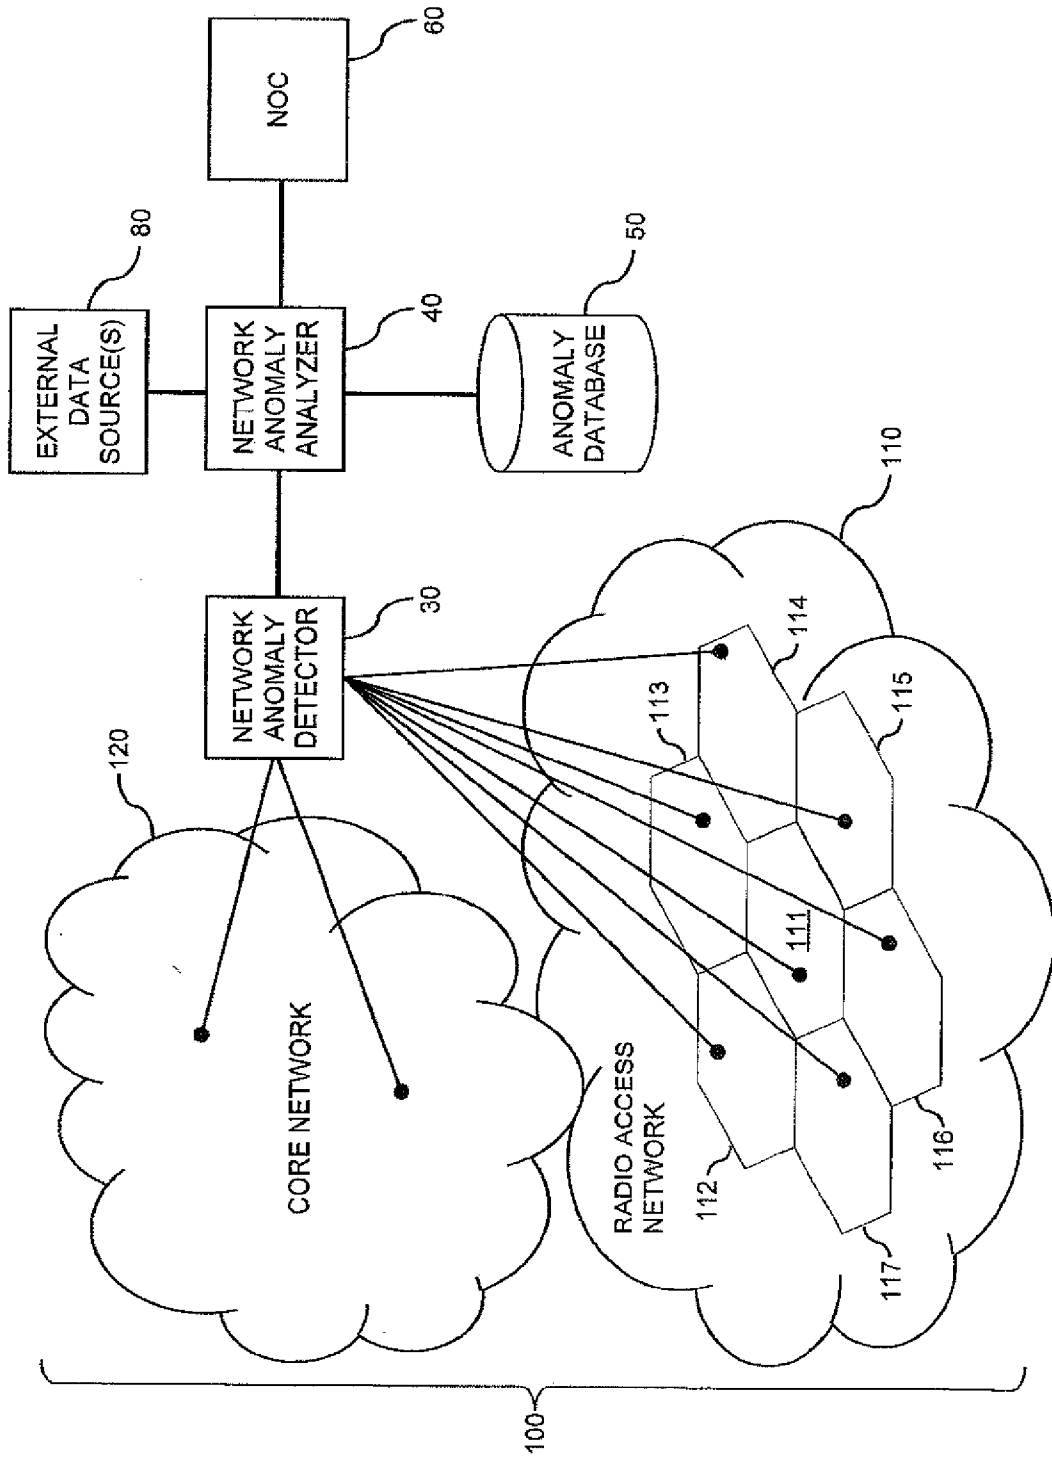 EXTERNAL
DATA
SOURCE(S)
80
NETWORK
ANOMALY
DETECTOR
30
NETWORK
ANOMALY
ANALYZER
40
NOC
60
ANOMALY
DATABASE
50
120
CORE NETWORK
100
RADIO ACCESS
NETWORK
110
111
112
113
114
115
116
117